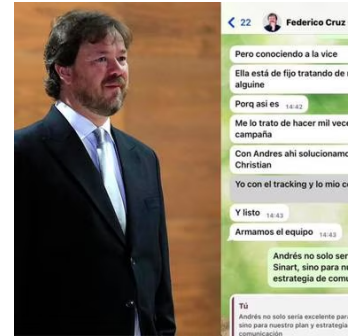 22
Federico Cruz
Pero conociendo a la vice
Ella está de fijo tratando de
alguine
Porq asi es 14:42
Me lo trato de hacer mil vece
campaña
Con Andres ahi solucionamo
Christian
Yo con el tracking y lo mio co
Y listo 14:43
Armamos el equipo 14:43
Andrés no solo ser
Sinart, sino para nu
estrategia de comu
Tú
Andrés no solo sería excelente para
sino para nuestro plan y estrategia
comunicación